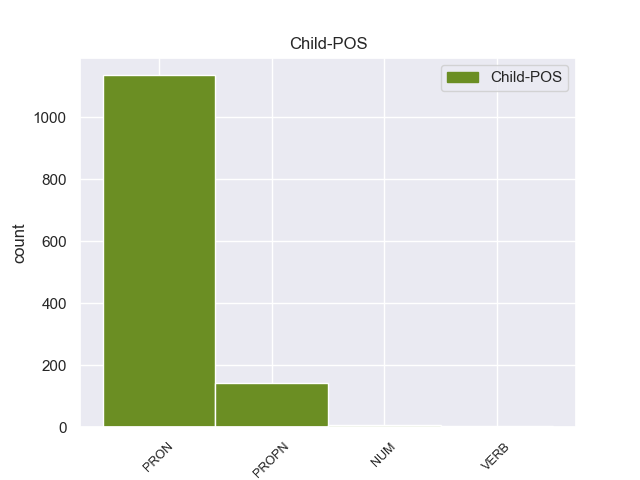 Child-POS
Child-POS
1000
800
600
400
200
0
count
PRON
PROPN
NUM
VERB